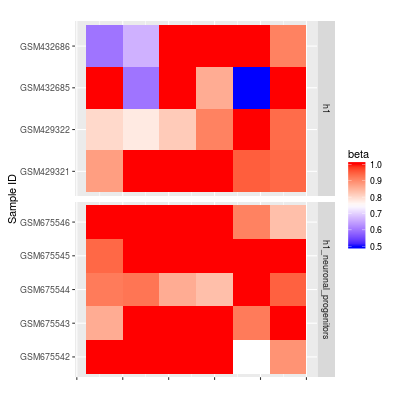 GSM432686
GSM432685
GSM429322
GSM429321
h1
GSM675546
GSM675545
GSM675544
GSM675543
GSM675542
h1_neuronal_progenitors
Sample ID
beta
1.0
0.9
0.8
0.7
0.6
0.5